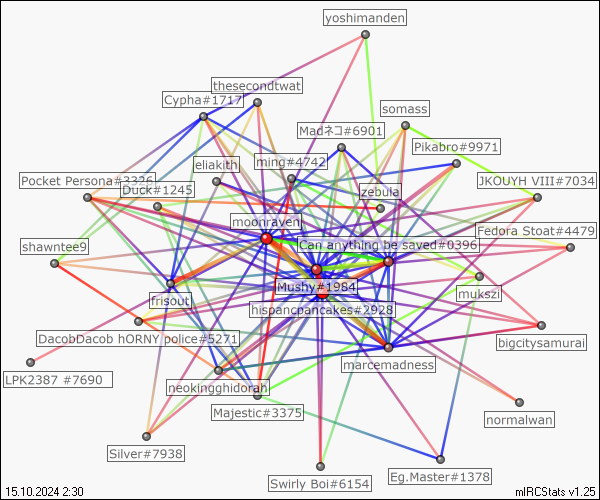 yoshimanden
thesecondtwat
Cypha#1717
somass
Madネコ#6901
Pikabro#9971
eliakith
ming#4742
Pocket Persona#3326
Duck#1245
JKOUYH VIII#7034
zebula
moonraven
Fedora Stoat#4479
shawntee9
Can anything be saved#0396
Mushy#1984
mukszi
frisout
hispancpancakes#2928
DacobDacob hORNY police#5271
bigcitysamurai
marcemadness
LPK2387 #7690
neokingghidorah
Majestic#3375
normalwan
Silver#7938
Swirly Boi#6154
Eg.Master#1378
15.10.2024 2:30
mIRCStats v1.25